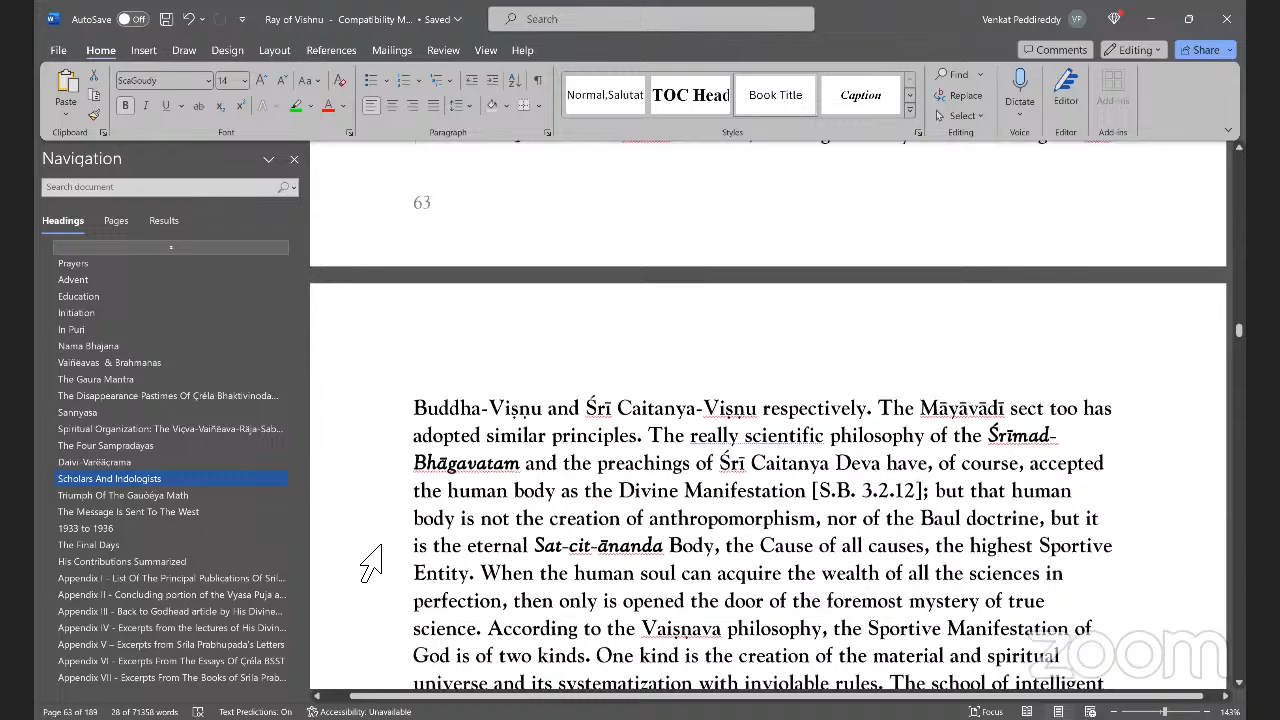 AutoSave Off Ray of Vishnu - Compatibility M... • Saved Search Venkat Peddireddy VP
File Home Insert Draw Design Layout References Mailings Review View Help Comments Editing Share
Paste ScaGoudy 14 Aa Normal,Salutat TOC Head Book Title Caption Find Replace Select Dictate Editor Add-ins
Clipboard Font Paragraph Styles Editing Voice Editor Add-ins
Navigation
Search document
Headings Pages Results
Prayers
Advent
Education
Initiation
In Puri
Nama Bhajana
Vaiñëavas & Brahmanas
The Gaura Mantra
The Disappearance Pastimes Of Çréla Bhaktivinoda...
Sannyasa
Spiritual Organization: The Viçva-Vaiñëava-Räja-Sab...
The Four Sampradäyas
Daivi-Varëäçrama
Scholars And Indologists
Triumph Of The Gauòéya Math
The Message Is Sent To The West
1933 to 1936
The Final Days
His Contributions Summarized
Appendix I - List Of The Principal Publications Of Sril...
Appendix II - Concluding portion of the Vyasa Puja a...
Appendix III - Back to Godhead article by His Divine...
Appendix IV - Excerpts from the lectures of His Divin...
Appendix V – Excerpts from Srila Prabhupada's Letters
Appendix VI - Excerpts From The Essays Of Çréla BSST
Appendix VII - Excerpts From The Books Of Srila Prab...
63
Buddha-Viṣṇu and Śrī Caitanya-Viṣṇu respectively. The Māyāvādī sect too has
adopted similar principles. The really scientific philosophy of the Śrīmad-
Bhāgavatam and the preachings of Śrī Caitanya Deva have, of course, accepted
the human body as the Divine Manifestation [S.B. 3.2.12]; but that human
body is not the creation of anthropomorphism, nor of the Baul doctrine, but it
is the eternal Sat-cit-ānanda Body, the Cause of all causes, the highest Sportive
Entity. When the human soul can acquire the wealth of all the sciences in
perfection, then only is opened the door of the foremost mystery of true
science. According to the Vaiṣṇava philosophy, the Sportive Manifestation of
God is of two kinds. One kind is the creation of the material and spiritual
universe and its systematization with inviolable rules. The school of intelligent
zoom
Page 63 of 189 28 of 71358 words Text Predictions: On Accessibility: Unavailable Focus 143%